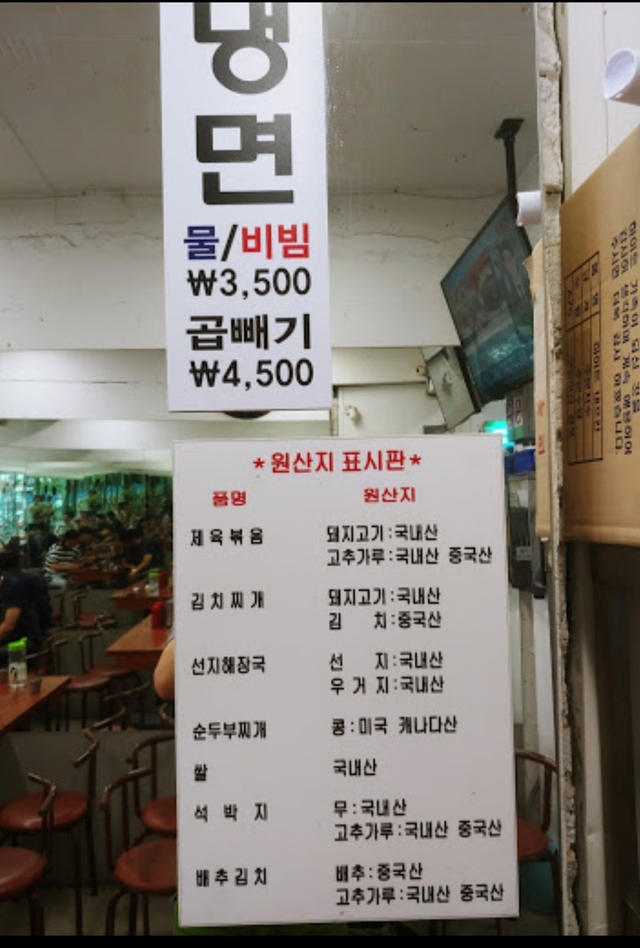 냉
면
물/비빔
₩3,500
곱빼기
₩4,500
*원산지 표시판*
품명 원산지
제육볶음 돼지고기:국내산
고추가루:국내산 중국산
김치찌개 돼지고기:국내산
김 치:중국산
선지해장국 선 지:국내산
우거지:국내산
순두부찌개 콩:미국 캐나다산
쌀 국내산
석 박 지 무:국내산
고추가루:국내산 중국산
배추김치 배추:중국산
고추가루:국내산 중국산